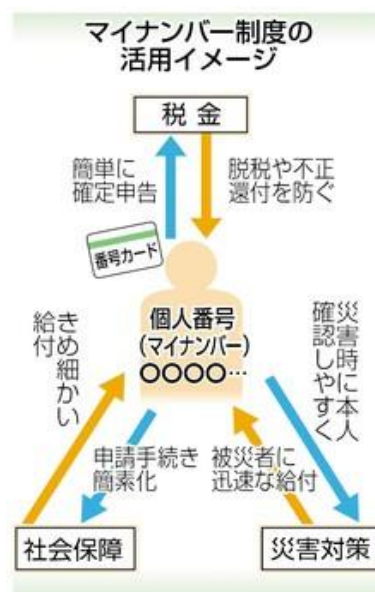 マイナンバー制度の
活用イメージ
税金
簡単に
確定申告
脱税や不正
還付を防ぐ
番号カード
個人番号
(マイナンバー)
○○○○…
きめ細かい
給付
災害時に本人
確認しやすく
申請手続き
簡素化
被災者に
迅速な給付
社会保障
災害対策